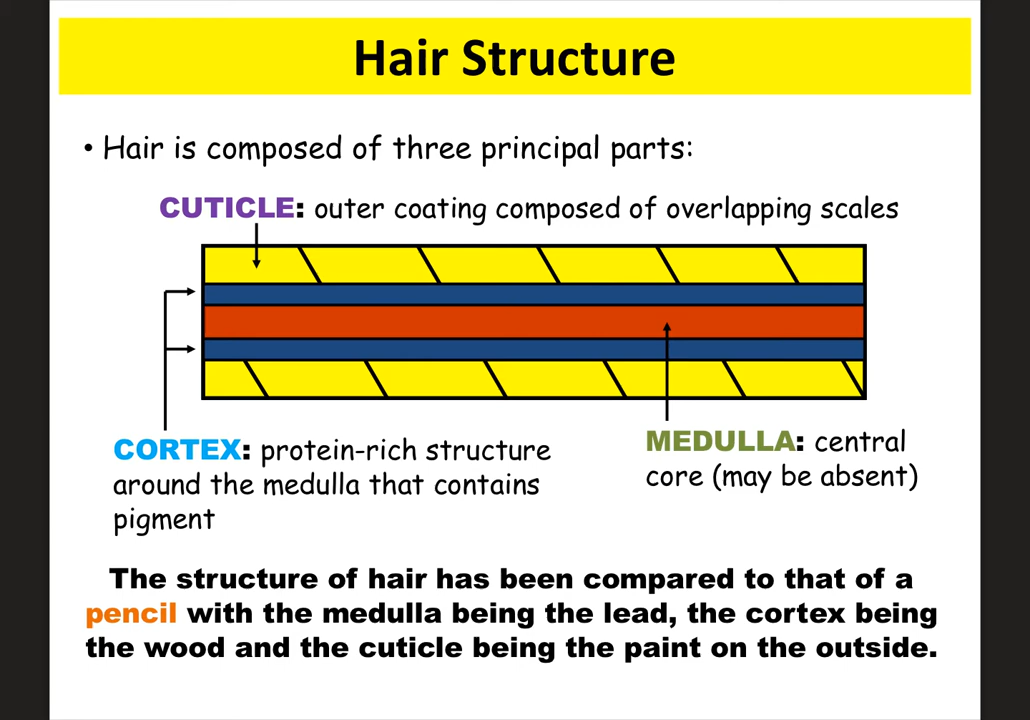 Hair Structure
• Hair is composed of three principal parts:
CUTICLE: outer coating composed of overlapping scales
CORTEX: protein-rich structure
around the medulla that contains
pigment
MEDULLA: central
core (may be absent)
The structure of hair has been compared to that of a
pencil with the medulla being the lead, the cortex being
the wood and the cuticle being the paint on the outside.